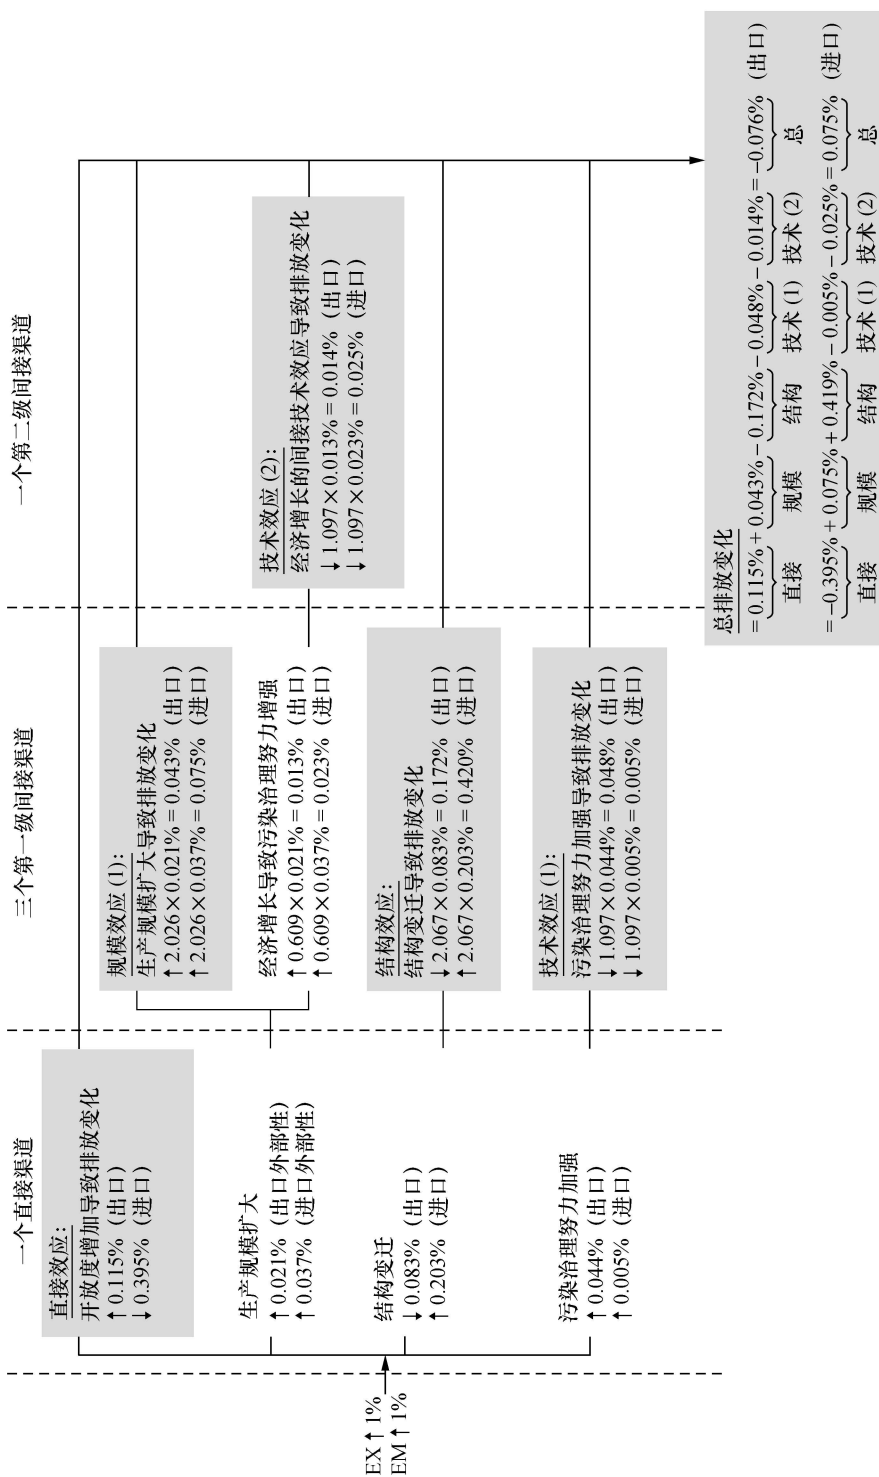 一个直接渠道
三个第一级间接渠道
一个第二级间接渠道
EX↑1%
EM↑1%
直接效应:
开放度增加导致排放变化
↑0.115% (出口)
↓0.395% (进口)
生产规模扩大
↑0.021% (出口外部性)
↑0.037% (进口外部性)
结构变迁
↓0.083% (出口)
↑0.203% (进口)
污染治理努力加强
↑0.044% (出口)
↑0.005% (进口)
规模效应(1):
生产规模扩大导致排放变化
↑2.026×0.021%=0.043% (出口)
↑2.026×0.037%=0.075% (进口)
经济增长导致污染治理努力增强
↑0.609×0.021%=0.013% (出口)
↑0.609×0.037%=0.023% (进口)
结构效应:
结构变迁导致排放变化
↓2.067×0.083%=0.172% (出口)
↑2.067×0.203%=0.420% (进口)
技术效应(1):
污染治理努力加强导致排放变化
↓1.097×0.044%=0.048% (出口)
↓1.097×0.005%=0.005% (进口)
技术效应(2):
经济增长的间接技术效应导致排放变化
↓1.097×0.013%=0.014% (出口)
↓1.097×0.023%=0.025% (进口)
总排放变化
=0.115%+0.043%−0.172%−0.048%−0.014%=−0.076% (出口)
直接 规模 结构 技术(1) 技术(2) 总
=−0.395%+0.075%+0.419%−0.005%−0.025%=0.075% (进口)
直接 规模 结构 技术(1) 技术(2) 总